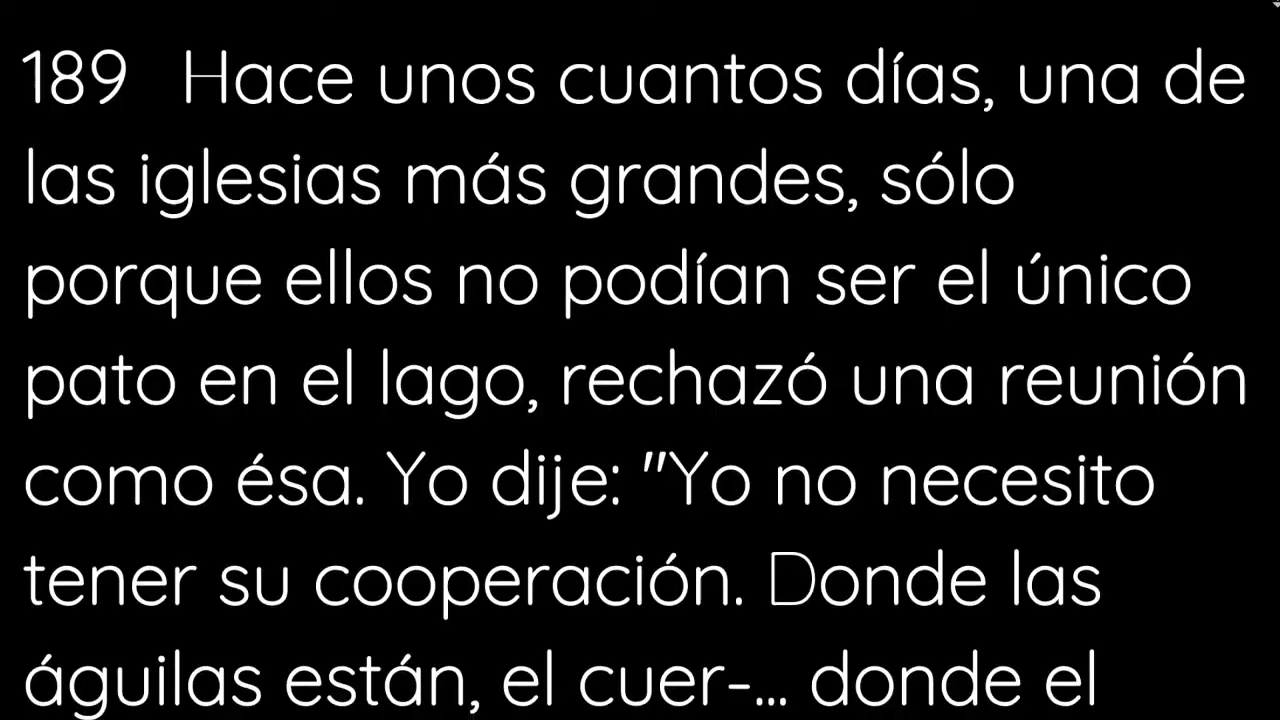 189 Hace unos cuantos días, una de
las iglesias más grandes, sólo
porque ellos no podían ser el único
pato en el lago, rechazó una reunión
como ésa. Yo dije: "Yo no necesito
tener su cooperación. Donde las
águilas están, el cuer-... donde el